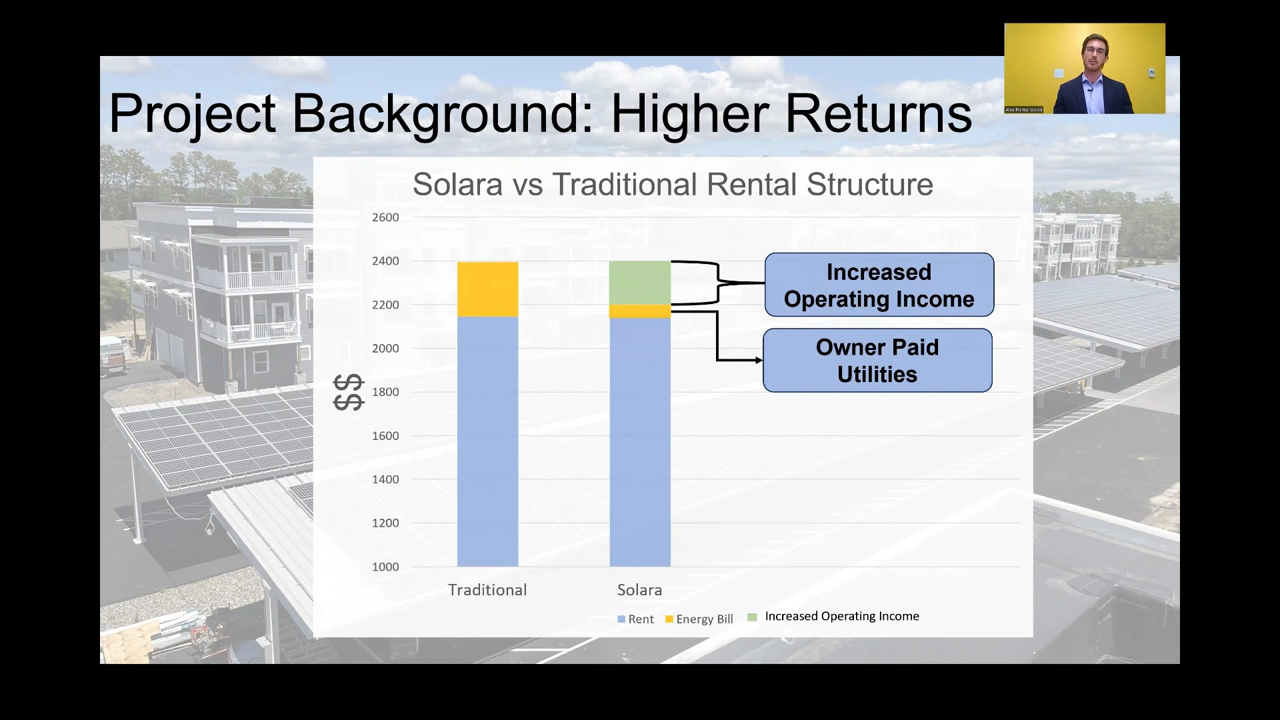 Project Background: Higher Returns
Solara vs Traditional Rental Structure
2600
2400
2200
2000
1800
1600
1400
1200
1000
$$
Increased
Operating Income
Owner Paid
Utilities
Traditional
Solara
Rent
Energy Bill
Increased Operating Income